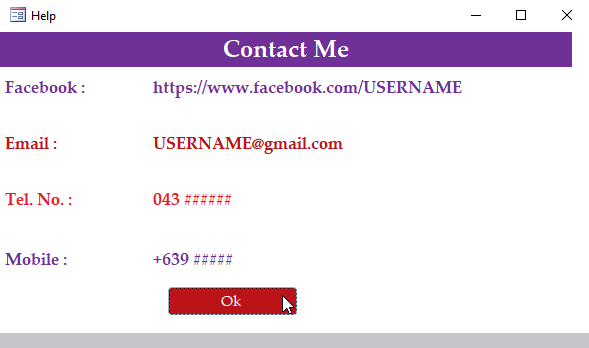 Help
Contact Me
Facebook : https://www.facebook.com/USERNAME
Email : USERNAME@gmail.com
Tel. No. : 043 ######
Mobile : +639 #####
Ok